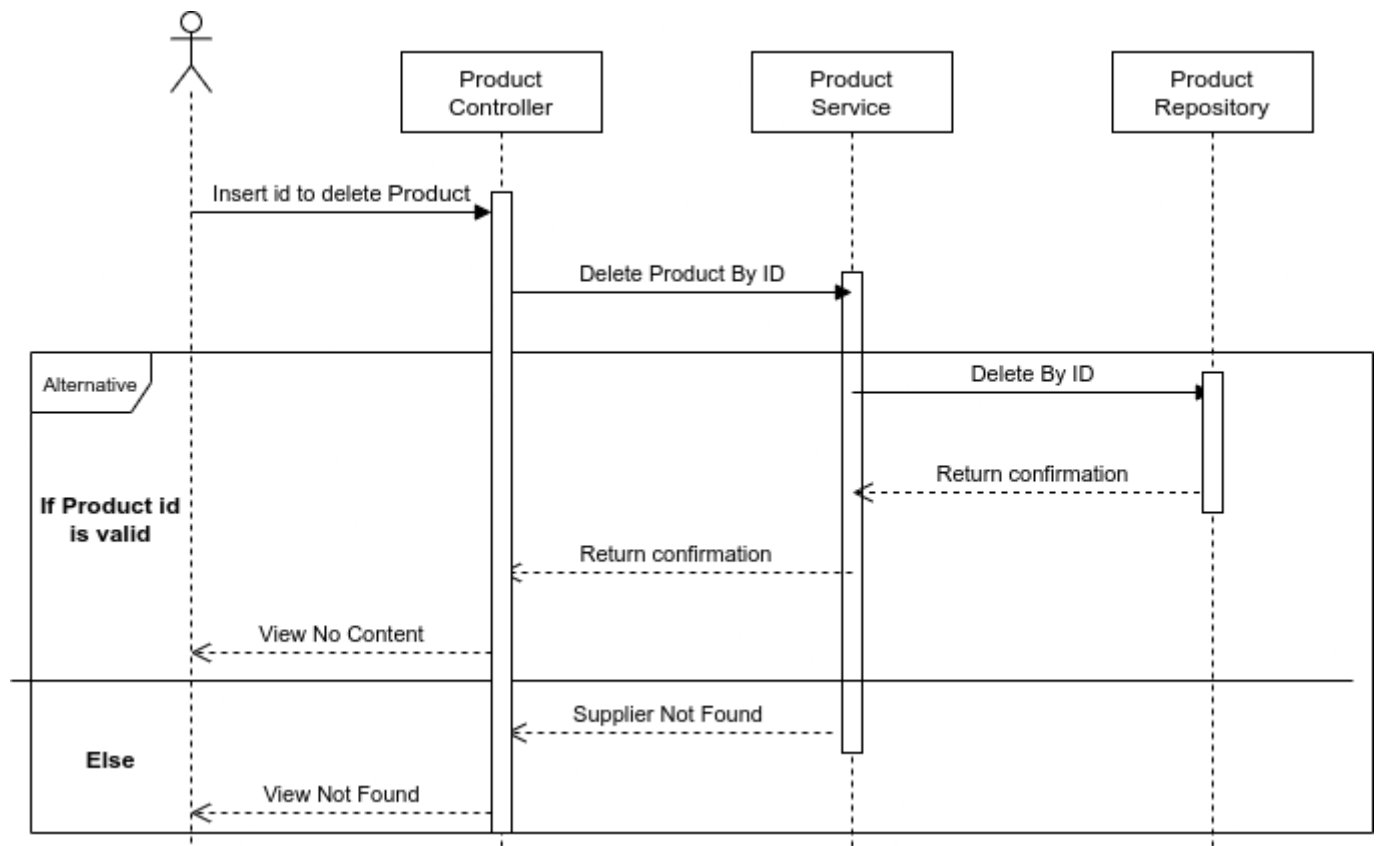 Product
Controller
Product
Service
Product
Repository
Insert id to delete Product
Delete Product By ID
Alternative
Delete By ID
Return confirmation
If Product id
is valid
Return confirmation
View No Content
Supplier Not Found
Else
View Not Found